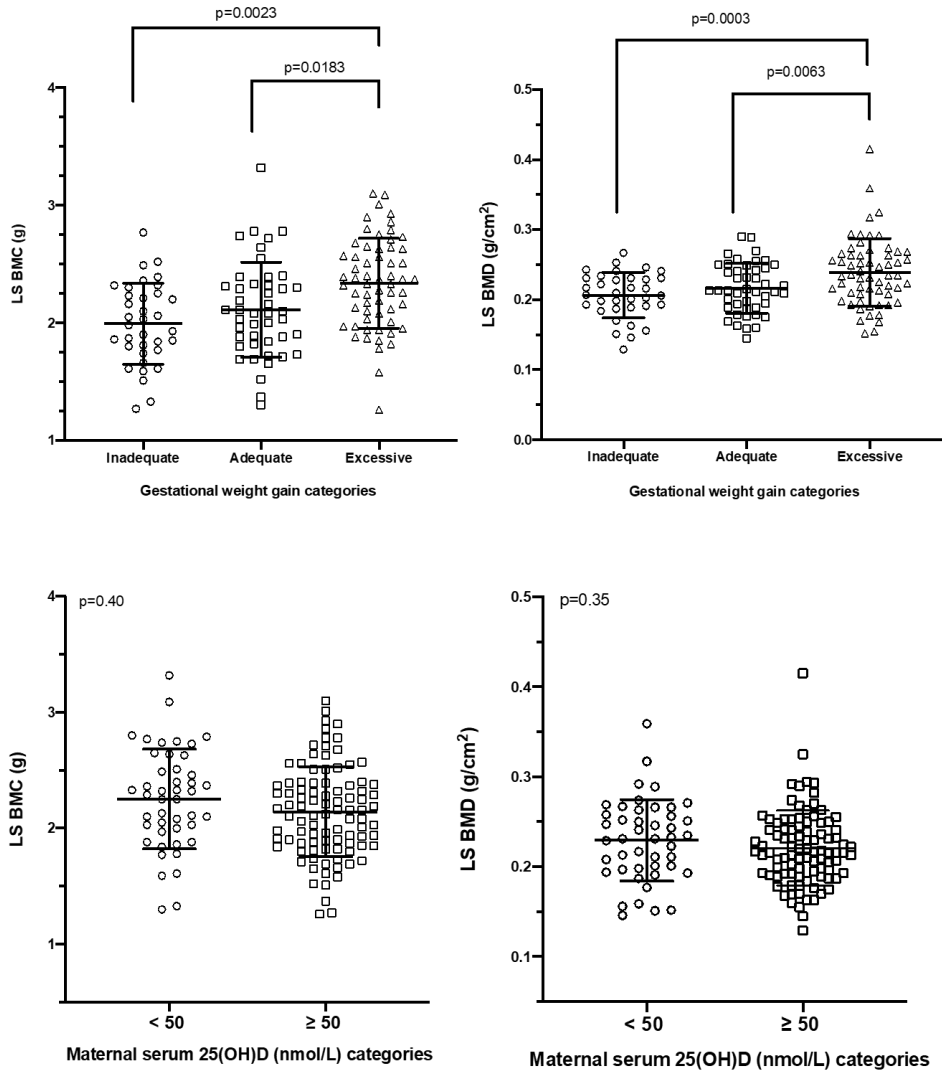 p=0.0023
p=0.0183
4
3
2
1
LS BMC (g)
Inadequate Adequate Excessive
Gestational weight gain categories
p=0.0003
p=0.0063
0.5
0.4
0.3
0.2
0.1
0.0
LS BMD (g/cm²)
Inadequate Adequate Excessive
Gestational weight gain categories
p=0.40
4
3
2
1
LS BMC (g)
< 50 ≥ 50
Maternal serum 25(OH)D (nmol/L) categories
p=0.35
0.5
0.4
0.3
0.2
0.1
LS BMD (g/cm²)
< 50 ≥ 50
Maternal serum 25(OH)D (nmol/L) categories